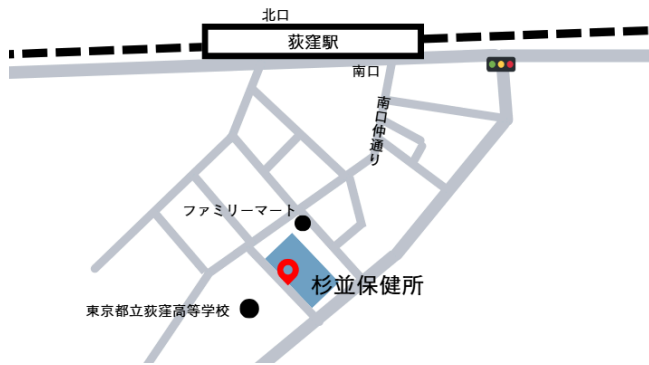 北口
荻窪駅
南口
南口仲通り
ファミリーマート
杉並保健所
東京都立荻窪高等学校